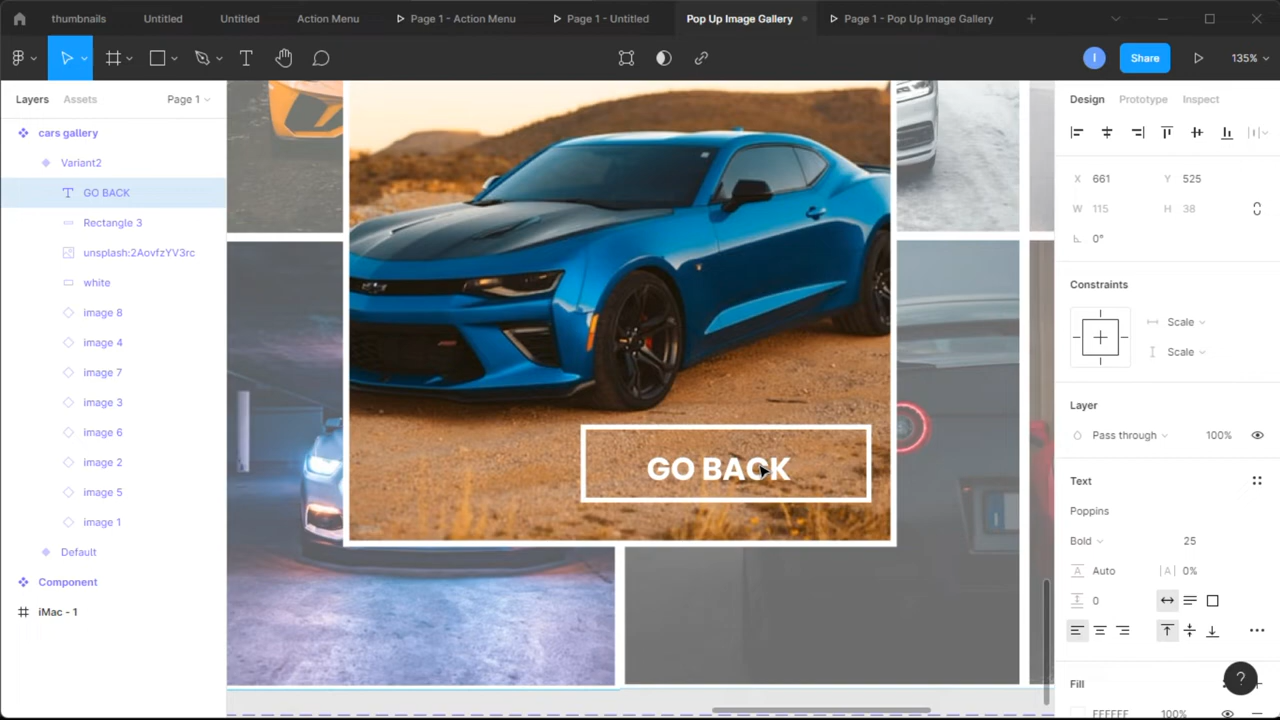 thumbnails
Untitled
Untitled
Action Menu
Page 1 - Action Menu
Page 1 - Untitled
Pop Up Image Gallery
Page 1 - Pop Up Image Gallery
I
Share
135%
Layers
Assets
Page 1
Design
Prototype
Inspect
cars gallery
Variant2
GO BACK
Rectangle 3
unsplash:2AovfzYV3rc
white
image 8
image 4
image 7
image 3
image 6
image 2
image 5
image 1
Default
Component
iMac - 1
GO BACK
X 661
Y 525
W 115
H 38
0°
Constraints
Scale
Scale
Layer
Pass through
100%
Text
Poppins
Bold
25
Auto
|A| 0%
0
Fill
?
FFFFFF
100%